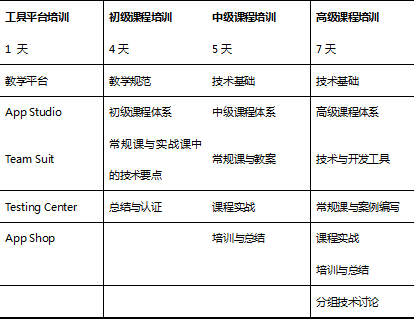 工具平台培训 初级课程培训 中级课程培训 高级课程培训
1 天 4 天 5 天 7 天
教学平台 教学规范 技术基础 技术基础
App Studio 初级课程体系 中级课程体系 高级课程体系
Team Suit 常规课与实战课中的技术要点 常规课与教案 技术与开发工具
Testing Center 总结与认证 课程实战 常规课与案例编写
App Shop 培训与总结 课程实战
培训与总结
分组技术讨论